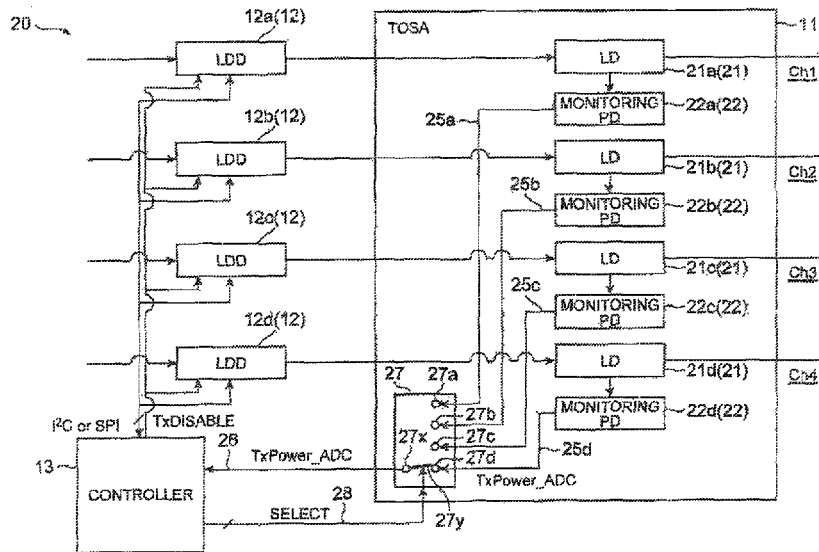 20
12a(12)
LDD
12b(12)
LDD
12c(12)
LDD
12d(12)
LDD
TOSA
11
LD
21a(21)
Ch1
MONITORING
PD
22a(22)
25a
LD
21b(21)
Ch2
MONITORING
PD
22b(22)
25b
LD
21c(21)
Ch3
MONITORING
PD
22c(22)
25c
LD
21d(21)
Ch4
MONITORING
PD
22d(22)
25d
27
27a
27b
27c
27d
27x
27y
TxPower_ADC
I²C or SPI
TxDISABLE
13
CONTROLLER
26
TxPower_ADC
SELECT
28